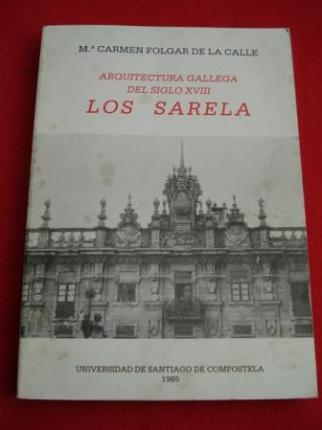 M.ª CARMEN FOLGAR DE LA CALLE
ARQUITECTURA GALLEGA
DEL SIGLO XVIII
LOS SARELA
UNIVERSIDAD DE SANTIAGO DE COMPOSTELA
1985